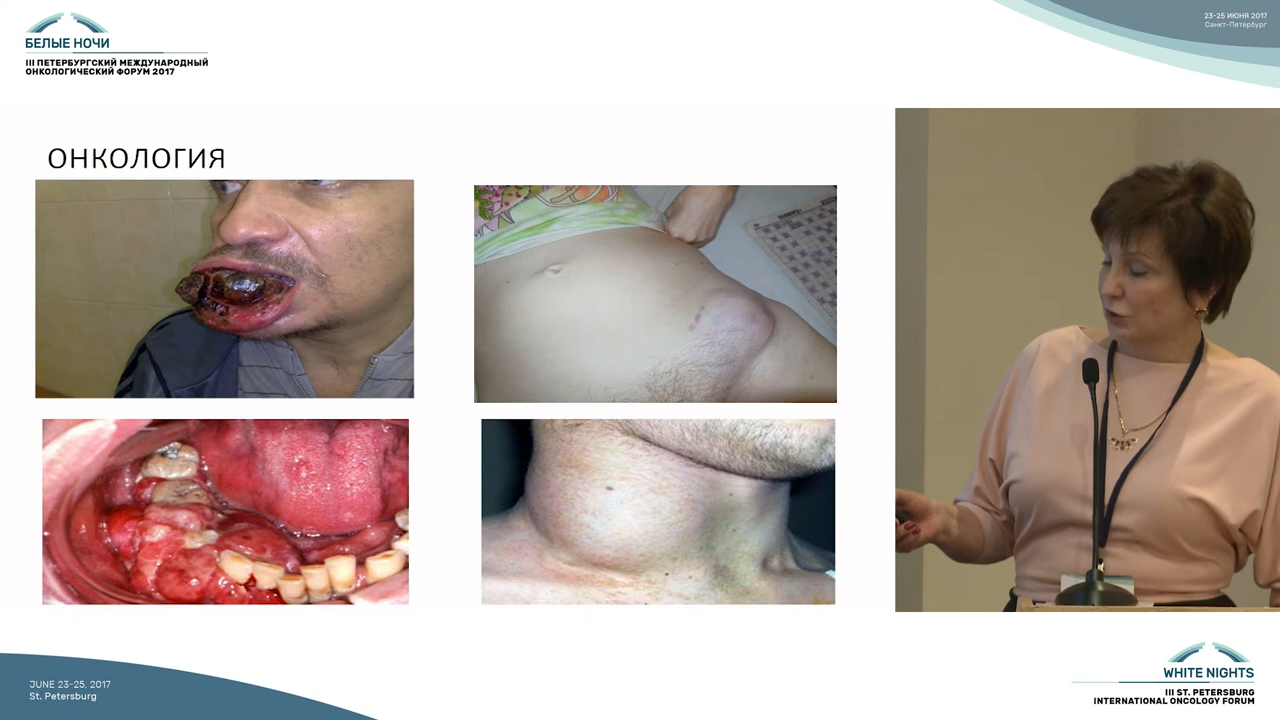 БЕЛЫЕ НОЧИ
III ПЕТЕРБУРГСКИЙ МЕЖДУНАРОДНЫЙ
ОНКОЛОГИЧЕСКИЙ ФОРУМ 2017
23-25 ИЮНЯ 2017
Санкт-Петербург
ОНКОЛОГИЯ
JUNE 23-25, 2017
St. Petersburg
WHITE NIGHTS
III ST. PETERSBURG
INTERNATIONAL ONCOLOGY FORUM